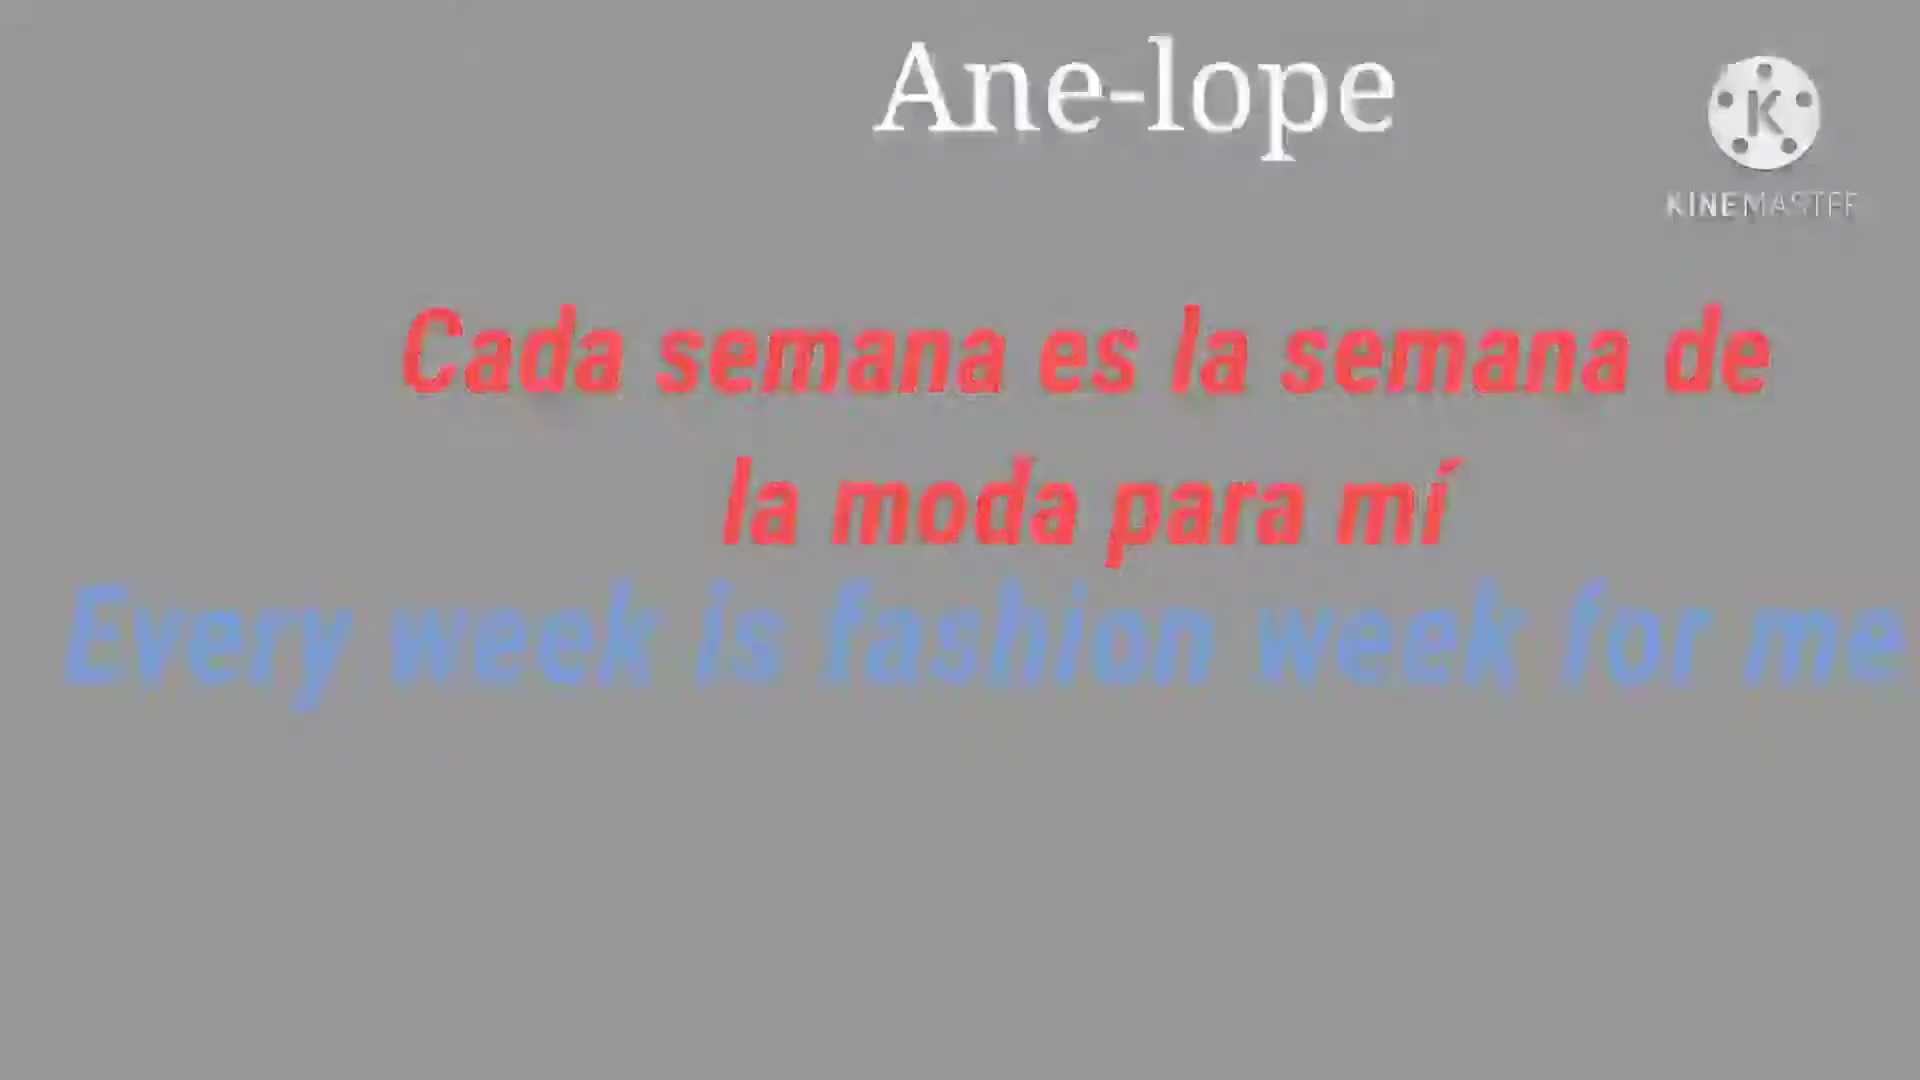 Ane-lope
KINEMASTER
Cada semana es la semana de
la moda para mí
Every week is fashion week for me